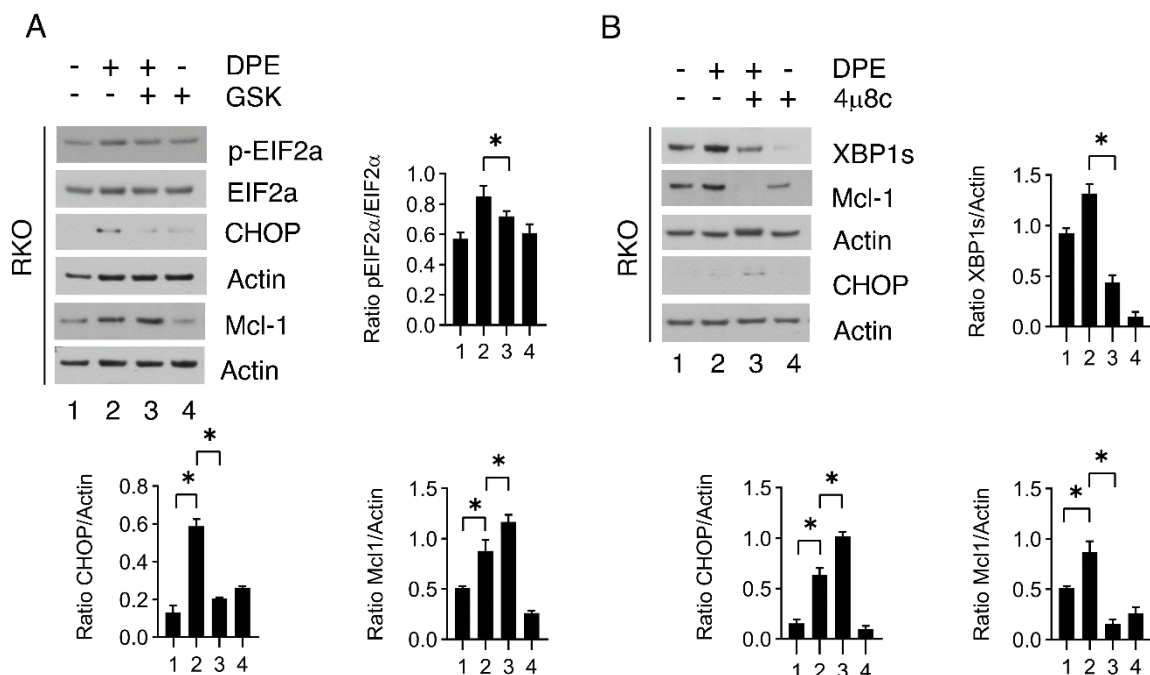 A
- + + - DPE
- - + + GSK
RKO
p-EIF2a
EIF2a
CHOP
Actin
Mcl-1
Actin
1 2 3 4
*
Ratio pEIF2α/EIF2α
1.0
0.8
0.6
0.4
0.2
0.0
1 2 3 4
* *
Ratio CHOP/Actin
0.8
0.6
0.4
0.2
0.0
1 2 3 4
* *
Ratio Mcl1/Actin
1.5
1.0
0.5
0.0
1 2 3 4
B
- + + - DPE
- - + + 4μ8c
RKO
XBP1s
Mcl-1
Actin
CHOP
Actin
1 2 3 4
*
Ratio XBP1s/Actin
1.5
1.0
0.5
0.0
1 2 3 4
* *
Ratio CHOP/Actin
1.5
1.0
0.5
0.0
1 2 3 4
* *
Ratio Mcl1/Actin
1.5
1.0
0.5
0.0
1 2 3 4